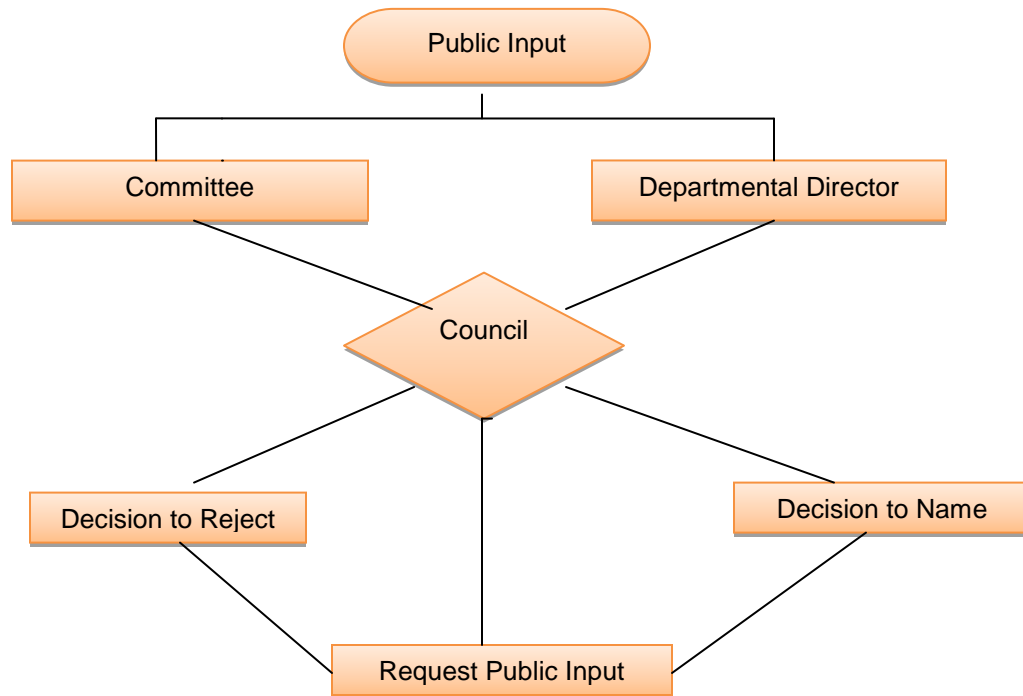 Public Input
Committee
Departmental Director
Council
Decision to Reject
Decision to Name
Request Public Input